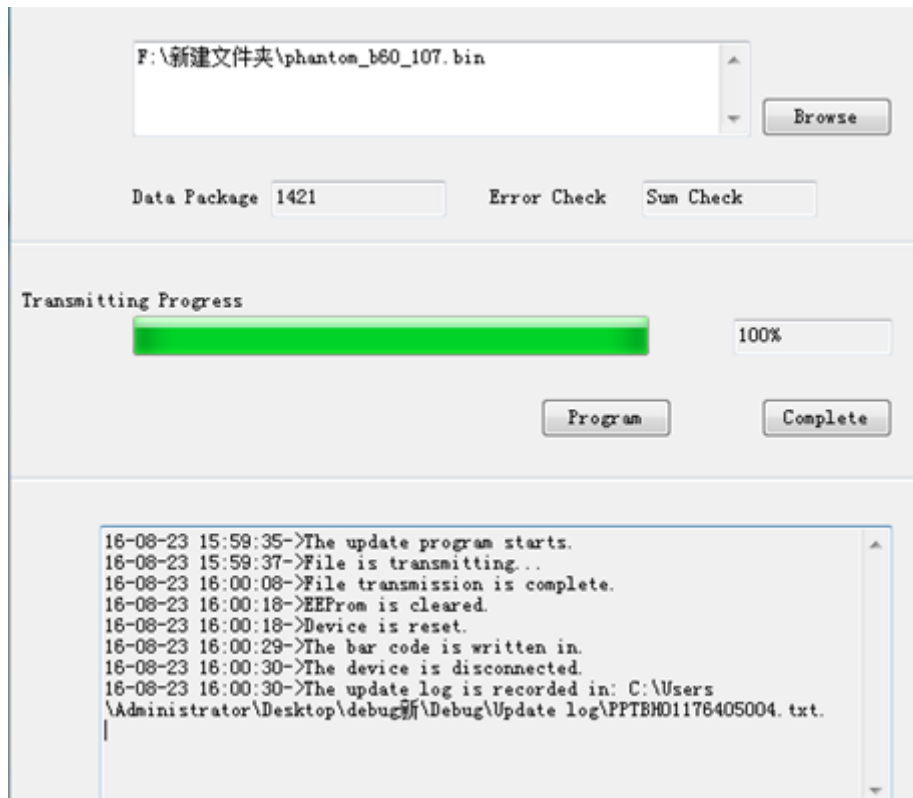 F:\新建文件夹\phantom_b60_107.bin
Browse
Data Package 1421 Error Check Sum Check
Transmitting Progress
100%
Program Complete
16-08-23 15:59:35->The update program starts.
16-08-23 15:59:37->File is transmitting...
16-08-23 16:00:08->File transmission is complete.
16-08-23 16:00:18->EEProm is cleared.
16-08-23 16:00:18->Device is reset.
16-08-23 16:00:29->The bar code is written in.
16-08-23 16:00:30->The device is disconnected.
16-08-23 16:00:30->The update log is recorded in: C:\Users
\Administrator\Desktop\debug新\Debug\Update log\PPTBH01176405004.txt.